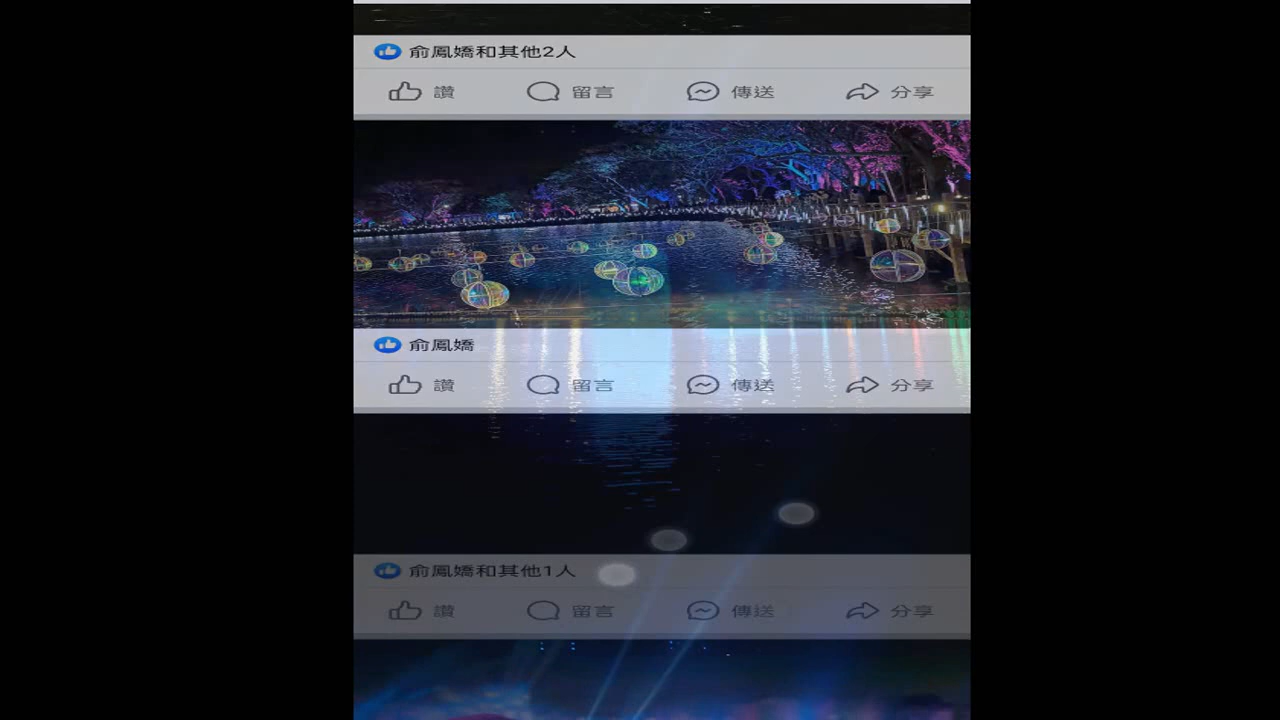 俞鳳嬌和其他2人
讚 留言 傳送 分享
俞鳳嬌
讚 留言 傳送 分享
俞鳳嬌和其他1人
讚 留言 傳送 分享